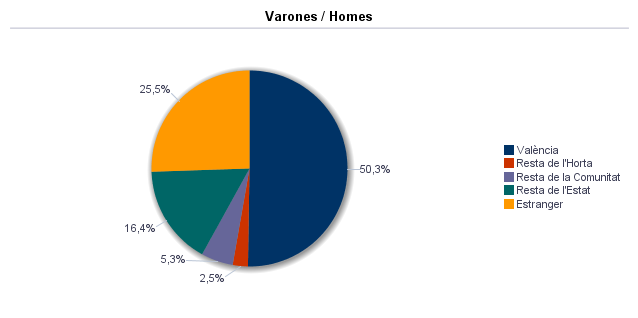 Varones / Homes
25,5%
50,3%
16,4%
5,3%
2,5%
València
Resta de l'Horta
Resta de la Comunitat
Resta de l'Estat
Estranger